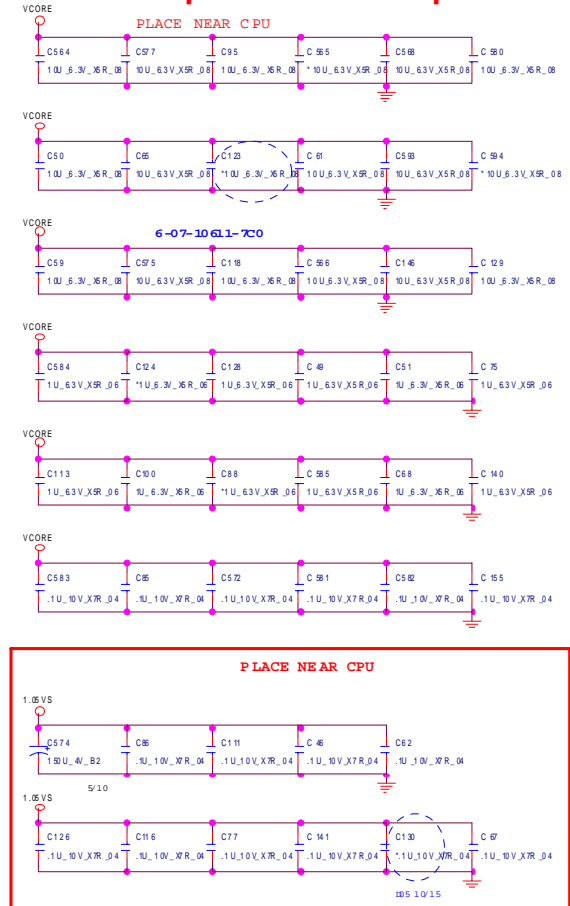 VCORE
PLACE NEAR CPU
C564 C577 C95 C565 C568 C580
10U_6.3V_X5R_08 10U_6.3V_X5R_08 10U_6.3V_X5R_08 *10U_6.3V_X5R_08 10U_6.3V_X5R_08 10U_6.3V_X5R_08
VCORE
C50 C65 C123 C61 C593 C594
10U_6.3V_X5R_08 10U_6.3V_X5R_08 *10U_6.3V_X5R_08 10U_6.3V_X5R_08 10U_6.3V_X5R_08 *10U_6.3V_X5R_08
VCORE
6-07-10611-7C0
C59 C575 C118 C566 C146 C129
10U_6.3V_X5R_08 10U_6.3V_X5R_08 10U_6.3V_X5R_08 10U_6.3V_X5R_08 10U_6.3V_X5R_08 10U_6.3V_X5R_08
VCORE
C584 C124 C128 C49 C51 C75
1U_6.3V_X5R_06 *1U_6.3V_X5R_06 1U_6.3V_X5R_06 1U_6.3V_X5R_06 1U_6.3V_X5R_06 1U_6.3V_X5R_06
VCORE
C113 C100 C88 C585 C68 C140
1U_6.3V_X5R_06 1U_6.3V_X5R_06 *1U_6.3V_X5R_06 1U_6.3V_X5R_06 1U_6.3V_X5R_06 1U_6.3V_X5R_06
VCORE
C583 C85 C572 C581 C582 C155
.1U_10V_X7R_04 .1U_10V_X7R_04 .1U_10V_X7R_04 .1U_10V_X7R_04 .1U_10V_X7R_04 .1U_10V_X7R_04
PLACE NEAR CPU
1.05VS
C574 C86 C111 C46 C62
150U_4V_B2 .1U_10V_X7R_04 .1U_10V_X7R_04 .1U_10V_X7R_04 .1U_10V_X7R_04
5/10
1.05VS
C126 C116 C77 C141 C130 C67
.1U_10V_X7R_04 .1U_10V_X7R_04 .1U_10V_X7R_04 .1U_10V_X7R_04 *.1U_10V_X7R_04 .1U_10V_X7R_04
D05 10/15